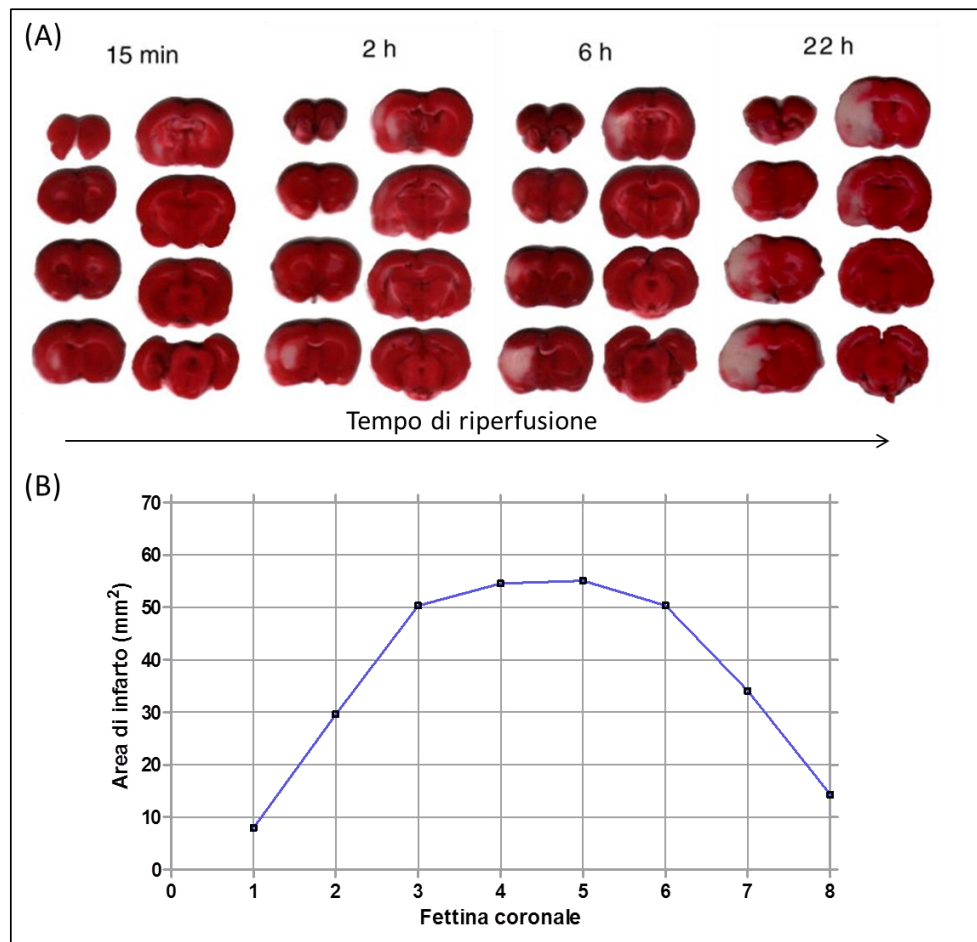 (A)
15 min
2 h
6 h
22 h
Tempo di riperfusione
(B)
Area di infarto (mm²)
70
60
50
40
30
20
10
0
0 1 2 3 4 5 6 7 8
Fettina coronale